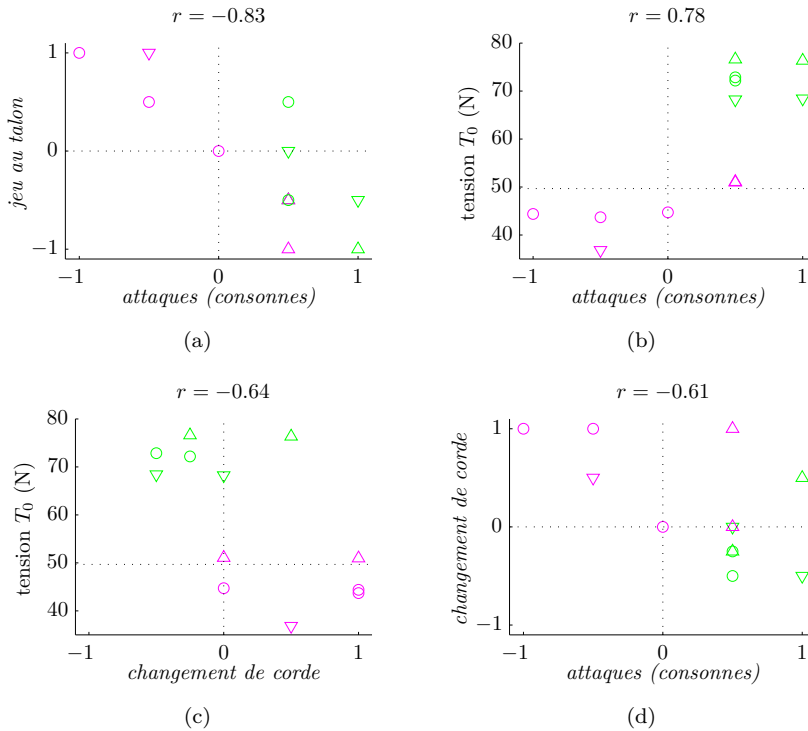 r = −0.83
1
0
−1
jeu au talon
−1
0
1
attaques (consonnes)
(a)
r = 0.78
80
70
60
50
40
tension T₀ (N)
−1
0
1
attaques (consonnes)
(b)
r = −0.64
80
70
60
50
40
tension T₀ (N)
−1
0
1
changement de corde
(c)
r = −0.61
1
0
−1
changement de corde
−1
0
1
attaques (consonnes)
(d)